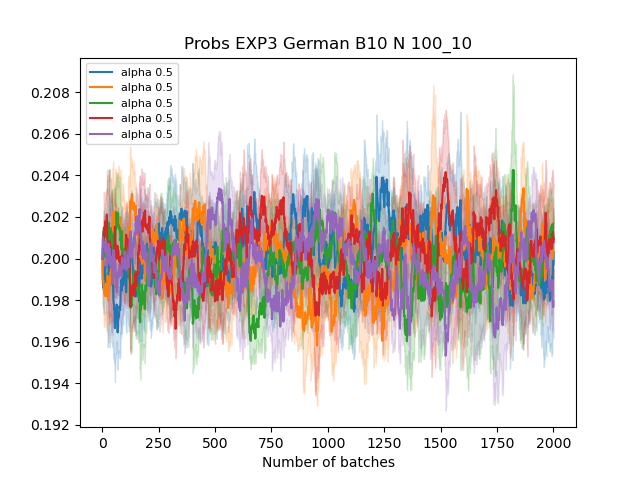 Probs EXP3 German B10 N 100_10
alpha 0.5
alpha 0.5
alpha 0.5
alpha 0.5
alpha 0.5
0.208
0.206
0.204
0.202
0.200
0.198
0.196
0.194
0.192
0 250 500 750 1000 1250 1500 1750 2000
Number of batches